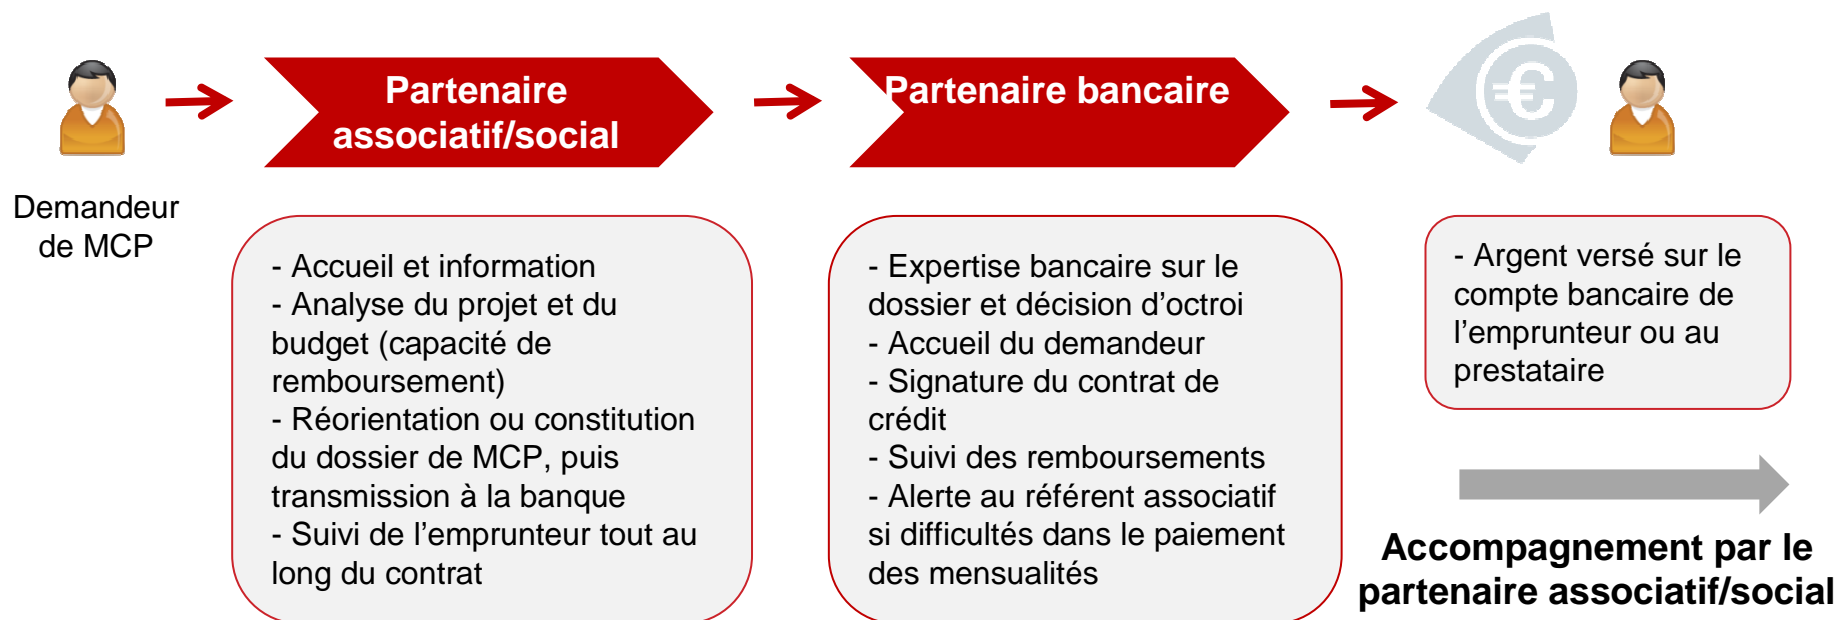 Demandeur
de MCP
Partenaire
associatif/social
- Accueil et information
- Analyse du projet et du
budget (capacité de
remboursement)
- Réorientation ou constitution
du dossier de MCP, puis
transmission à la banque
- Suivi de l’emprunteur tout au
long du contrat
Partenaire bancaire
- Expertise bancaire sur le
dossier et décision d’octroi
- Accueil du demandeur
- Signature du contrat de
crédit
- Suivi des remboursements
- Alerte au référent associatif
si difficultés dans le paiement
des mensualités
€
- Argent versé sur le
compte bancaire de
l’emprunteur ou au
prestataire
Accompagnement par le
partenaire associatif/social